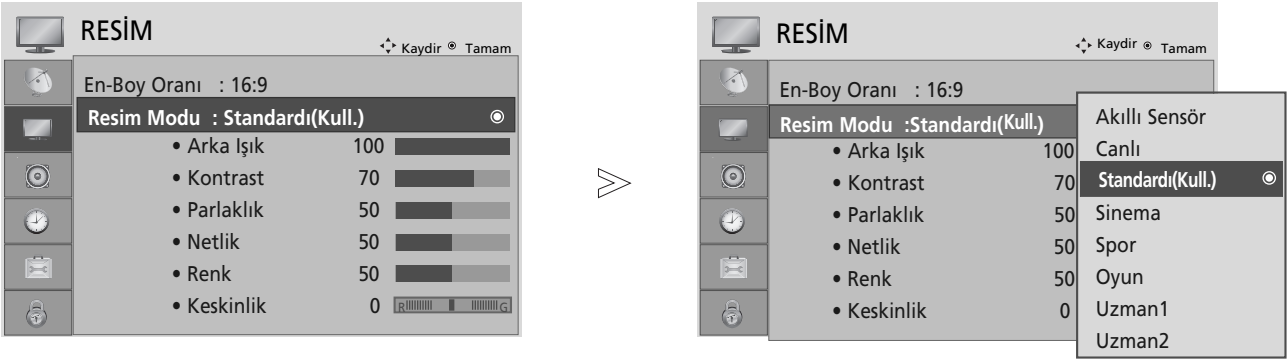 RESİM
Kaydir Tamam
En-Boy Oranı : 16:9
Resim Modu : Standardı(Kull.)
• Arka Işık 100
• Kontrast 70
• Parlaklık 50
• Netlik 50
• Renk 50
• Keskinlik 0 R G
RESİM
Kaydir Tamam
En-Boy Oranı : 16:9
Resim Modu :Standardı(Kull.)
• Arka Işık 100
• Kontrast 70
• Parlaklık 50
• Netlik 50
• Renk 50
• Keskinlik 0
Akıllı Sensör
Canlı
Standardı(Kull.)
Sinema
Spor
Oyun
Uzman1
Uzman2